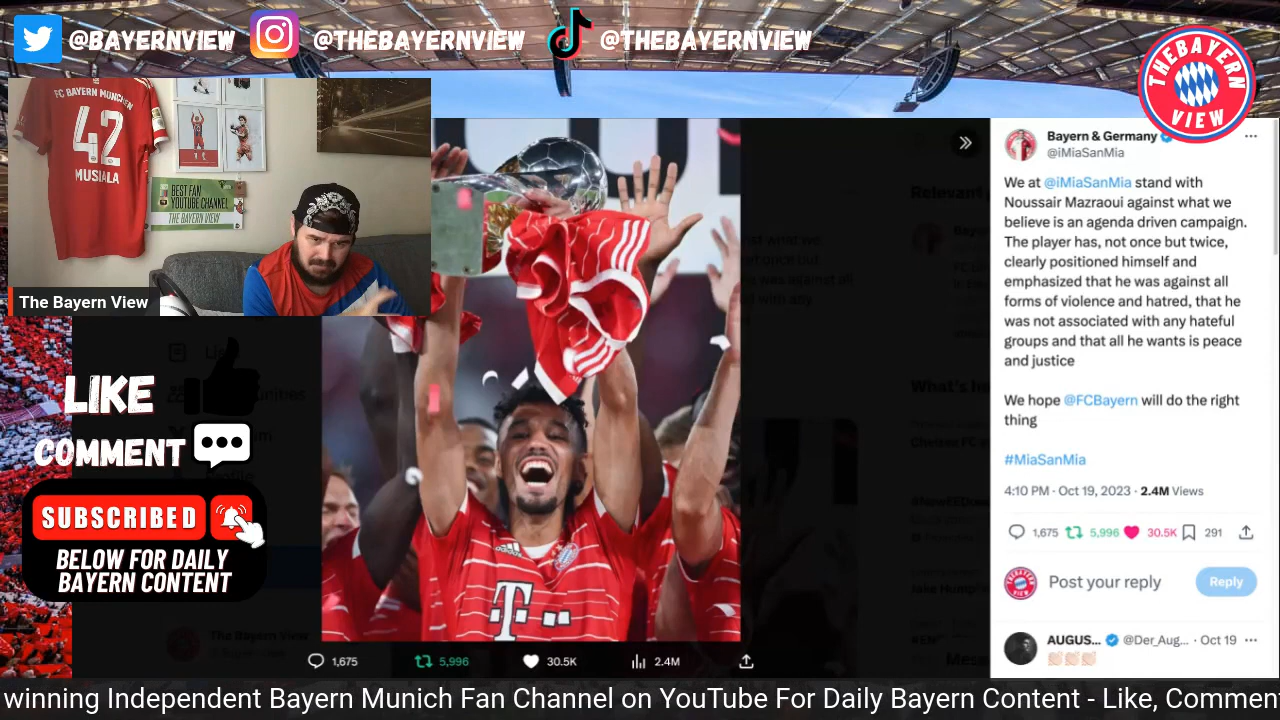 @BAYERNVIEW
@THEBAYERNVIEW
@THEBAYERNVIEW
THE BAYERN
VIEW
FC BAYERN MÜNCHEN
42
MUSIALA
BEST FAN
YOUTUBE CHANNEL
THE BAYERN VIEW
The Bayern View
LIKE
COMMENT
SUBSCRIBED
BELOW FOR DAILY
BAYERN CONTENT
T
1,675
5,996
30.5K
2.4M
Bayern & Germany
@iMiaSanMia
We at @iMiaSanMia stand with
Noussair Mazraoui against what we
believe is an agenda driven campaign.
The player has, not once but twice,
clearly positioned himself and
emphasized that he was against all
forms of violence and hatred, that he
was not associated with any hateful
groups and that all he wants is peace
and justice
We hope @FCBayern will do the right
thing
#MiaSanMia
4:10 PM · Oct 19, 2023 · 2.4M Views
1,675
5,996
30.5K
291
Post your reply
Reply
AUGUS... @Der_Aug... · Oct 19
winning Independent Bayern Munich Fan Channel on YouTube For Daily Bayern Content - Like, Commen